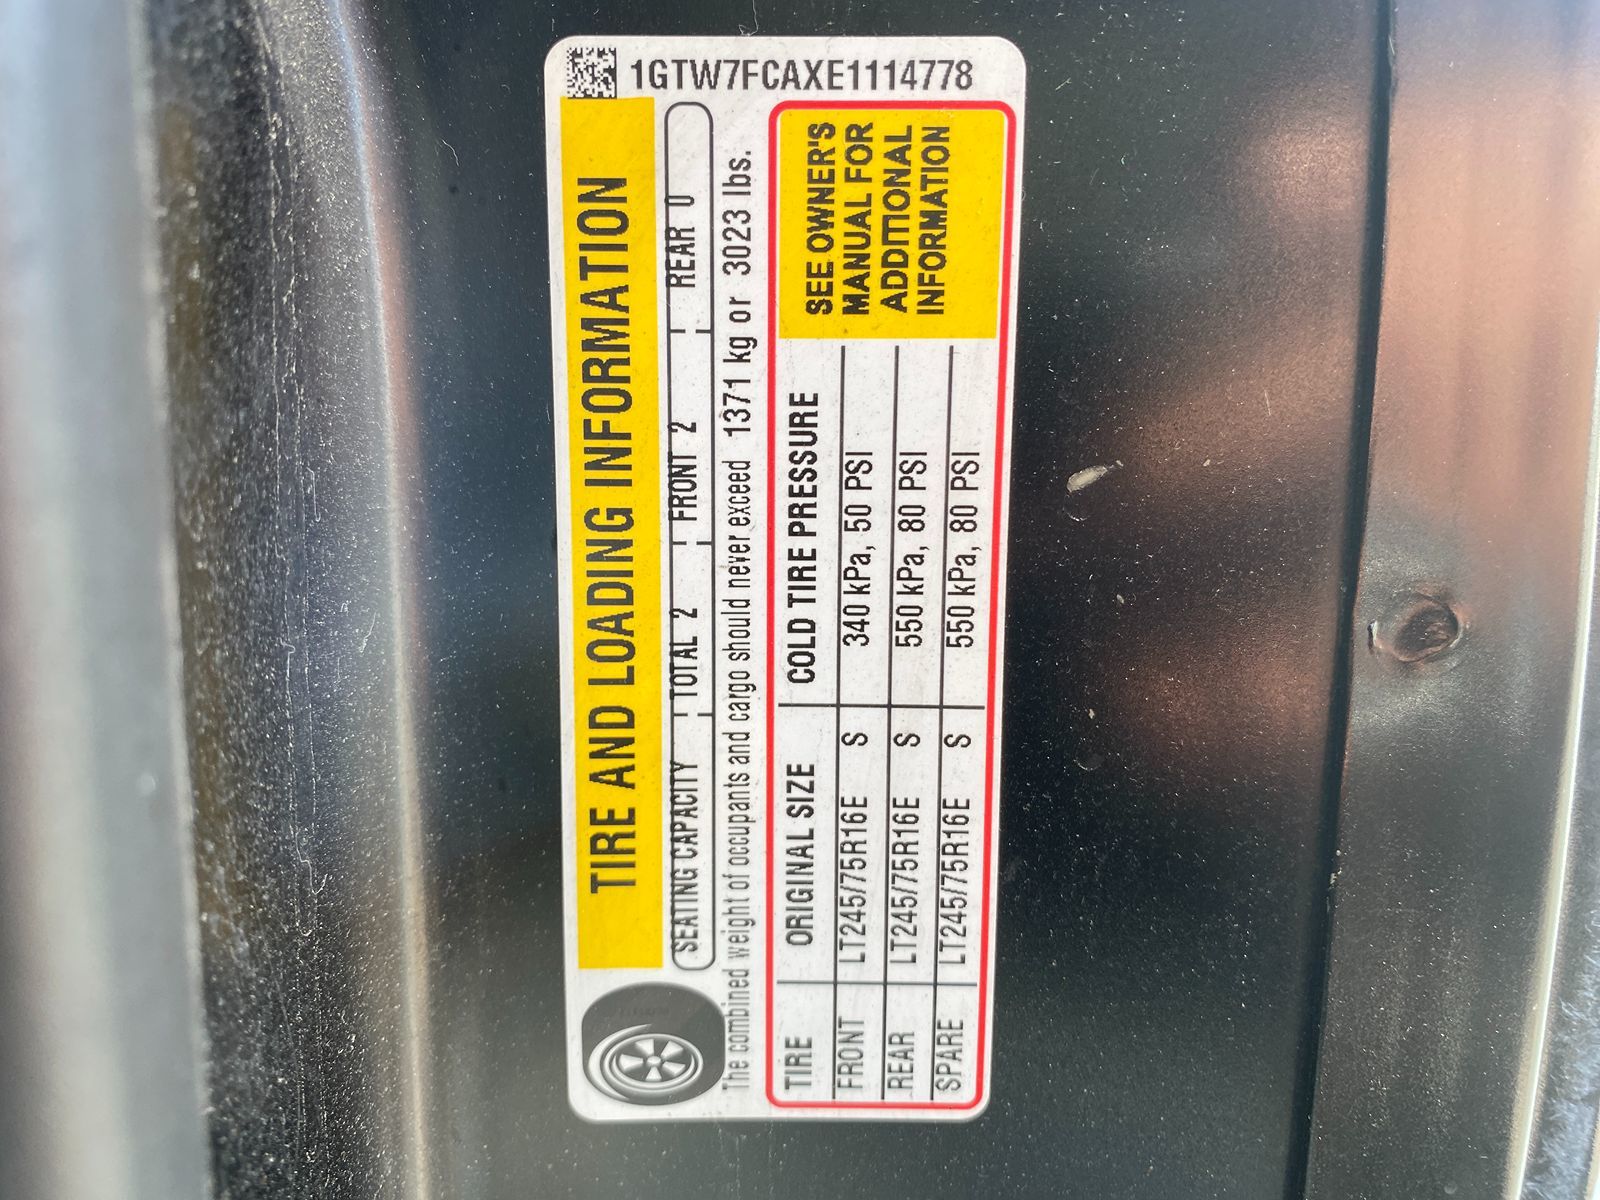 1GTW7FCAXE1114778
TIRE AND LOADING INFORMATION
SEATING CAPACITY TOTAL 2 FRONT 2 REAR 0
The combined weight of occupants and cargo should never exceed 1371 kg or 3023 lbs.
TIRE ORIGINAL SIZE COLD TIRE PRESSURE
FRONT LT245/75R16E S 340 kPa, 50 PSI
REAR LT245/75R16E S 550 kPa, 80 PSI
SPARE LT245/75R16E S 550 kPa, 80 PSI
SEE OWNER'S
MANUAL FOR
ADDITIONAL
INFORMATION